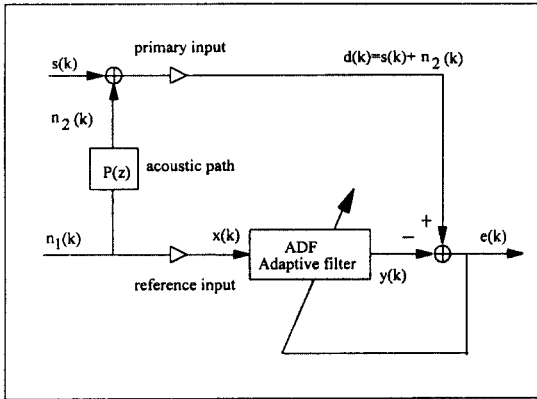 primary input
d(k)=s(k)+ n2(k)
s(k)
n2(k)
P(z)
acoustic path
n1(k)
x(k)
ADF
Adaptive filter
+
−
e(k)
y(k)
reference input